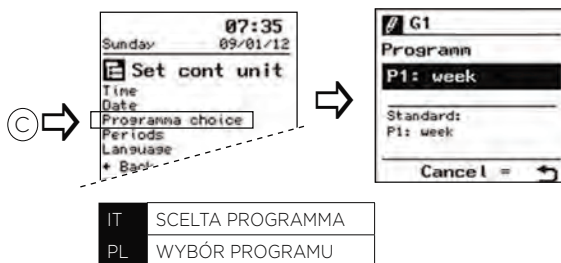 07:35
Sunday 09/01/12
Set cont unit
Time
Date
Programma choice
Periods
Language
+ Back
C
G1
Programm
P1: week
Standard:
P1: week
Cancel =
IT SCELTA PROGRAMMA
PL WYBÓR PROGRAMU